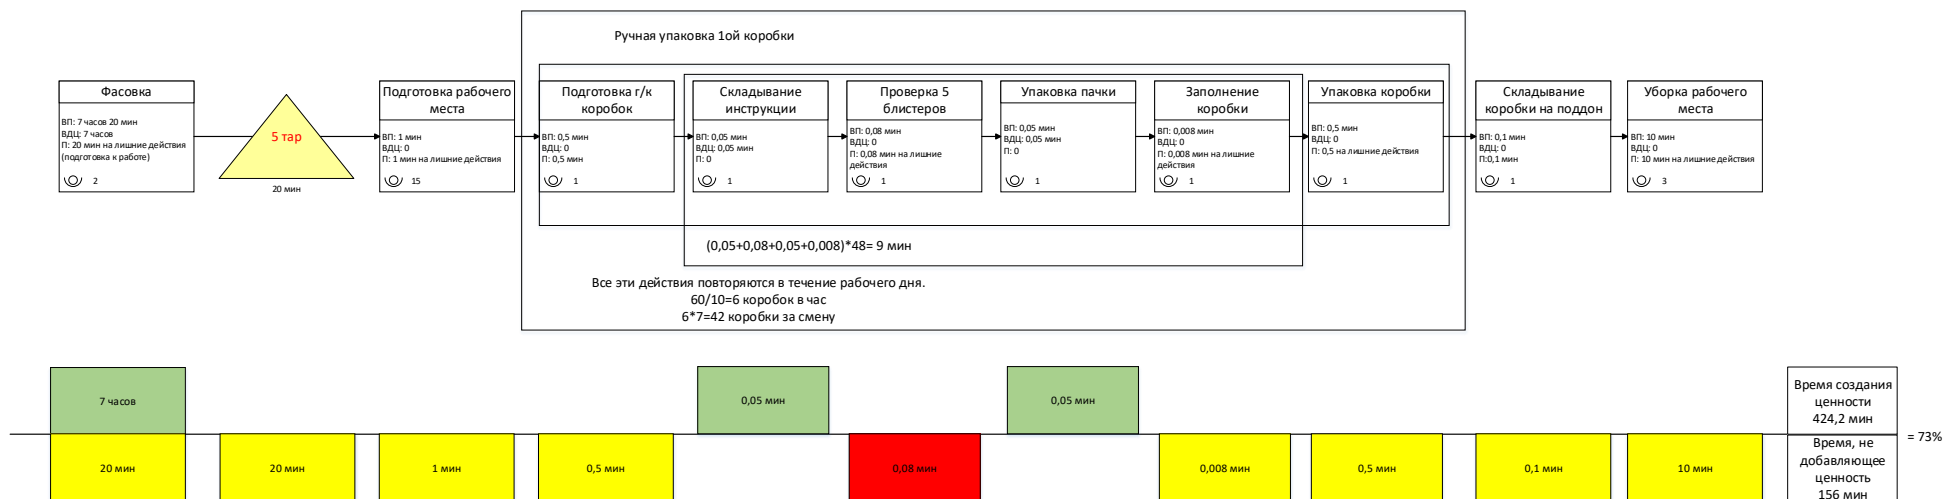 Ручная упаковка 1ой коробки
Фасовка
ВП: 7 часов 20 мин
ВДЦ: 7 часов
П: 20 мин на лишние действия
(подготовка к работе)
2
5 тар
20 мин
Подготовка рабочего
места
ВП: 1 мин
ВДЦ: 0
П: 1 мин на лишние действия
15
Подготовка г/к
коробок
ВП: 0,5 мин
ВДЦ: 0
П: 0,5 мин
1
Складывание
инструкции
ВП: 0,05 мин
ВДЦ: 0,05 мин
П: 0
1
Проверка 5
блистеров
ВП: 0,08 мин
ВДЦ: 0
П: 0,08 мин на лишние
действия
1
Упаковка пачки
ВП: 0,05 мин
ВДЦ: 0,05 мин
П: 0
1
Заполнение
коробки
ВП: 0,008 мин
ВДЦ: 0
П: 0,008 мин на лишние
действия
1
Упаковка коробки
ВП: 0,5 мин
ВДЦ: 0
П: 0,5 на лишние действия
1
Складывание
коробки на поддон
ВП: 0,1 мин
ВДЦ: 0
П:0,1 мин
1
Уборка рабочего
места
ВП: 10 мин
ВДЦ: 0
П: 10 мин на лишние действия
3
(0,05+0,08+0,05+0,008)*48= 9 мин
Все эти действия повторяются в течение рабочего дня.
60/10=6 коробок в час
6*7=42 коробки за смену
7 часов
0,05 мин
0,05 мин
Время создания
ценности
424,2 мин
= 73%
20 мин
20 мин
1 мин
0,5 мин
0,08 мин
0,008 мин
0,5 мин
0,1 мин
10 мин
Время, не
добавляющее
ценность
156 мин